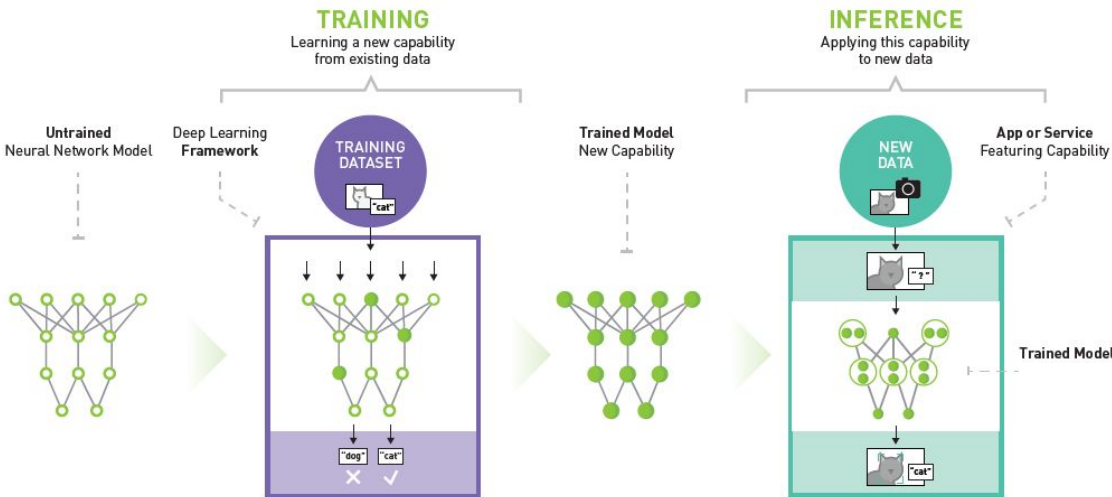 TRAINING
Learning a new capability
from existing data
INFERENCE
Applying this capability
to new data
Untrained
Neural Network Model
Deep Learning
Framework
TRAINING
DATASET
"cat"
Trained Model
New Capability
NEW
DATA
App or Service
Featuring Capability
"?"
Trained Model
"dog"
"cat"
"cat"